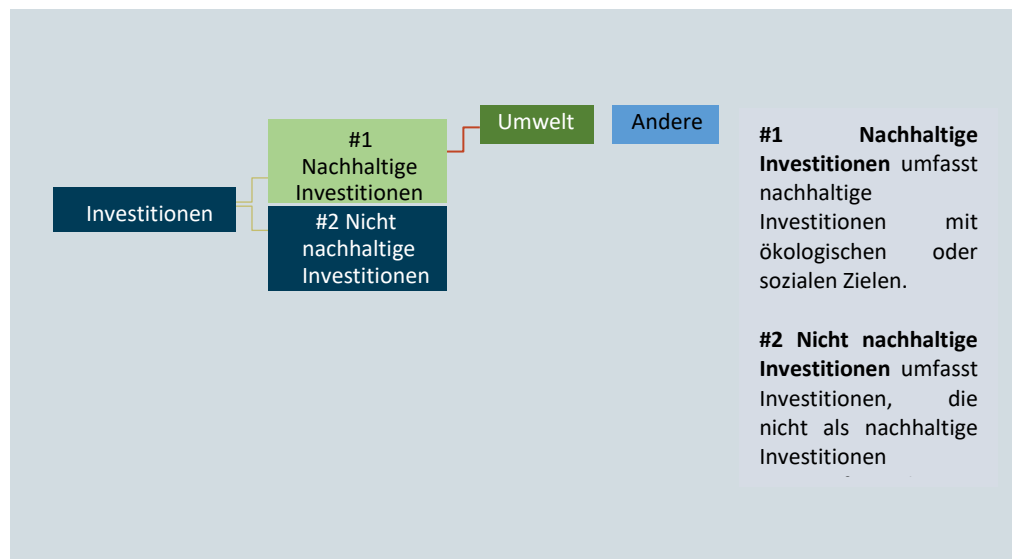 Investitionen
#1
Nachhaltige
Investitionen
#2 Nicht
nachhaltige
Investitionen
Umwelt
Andere
#1 Nachhaltige
Investitionen umfasst
nachhaltige
Investitionen mit
ökologischen oder
sozialen Zielen.
#2 Nicht nachhaltige
Investitionen umfasst
Investitionen, die
nicht als nachhaltige
Investitionen